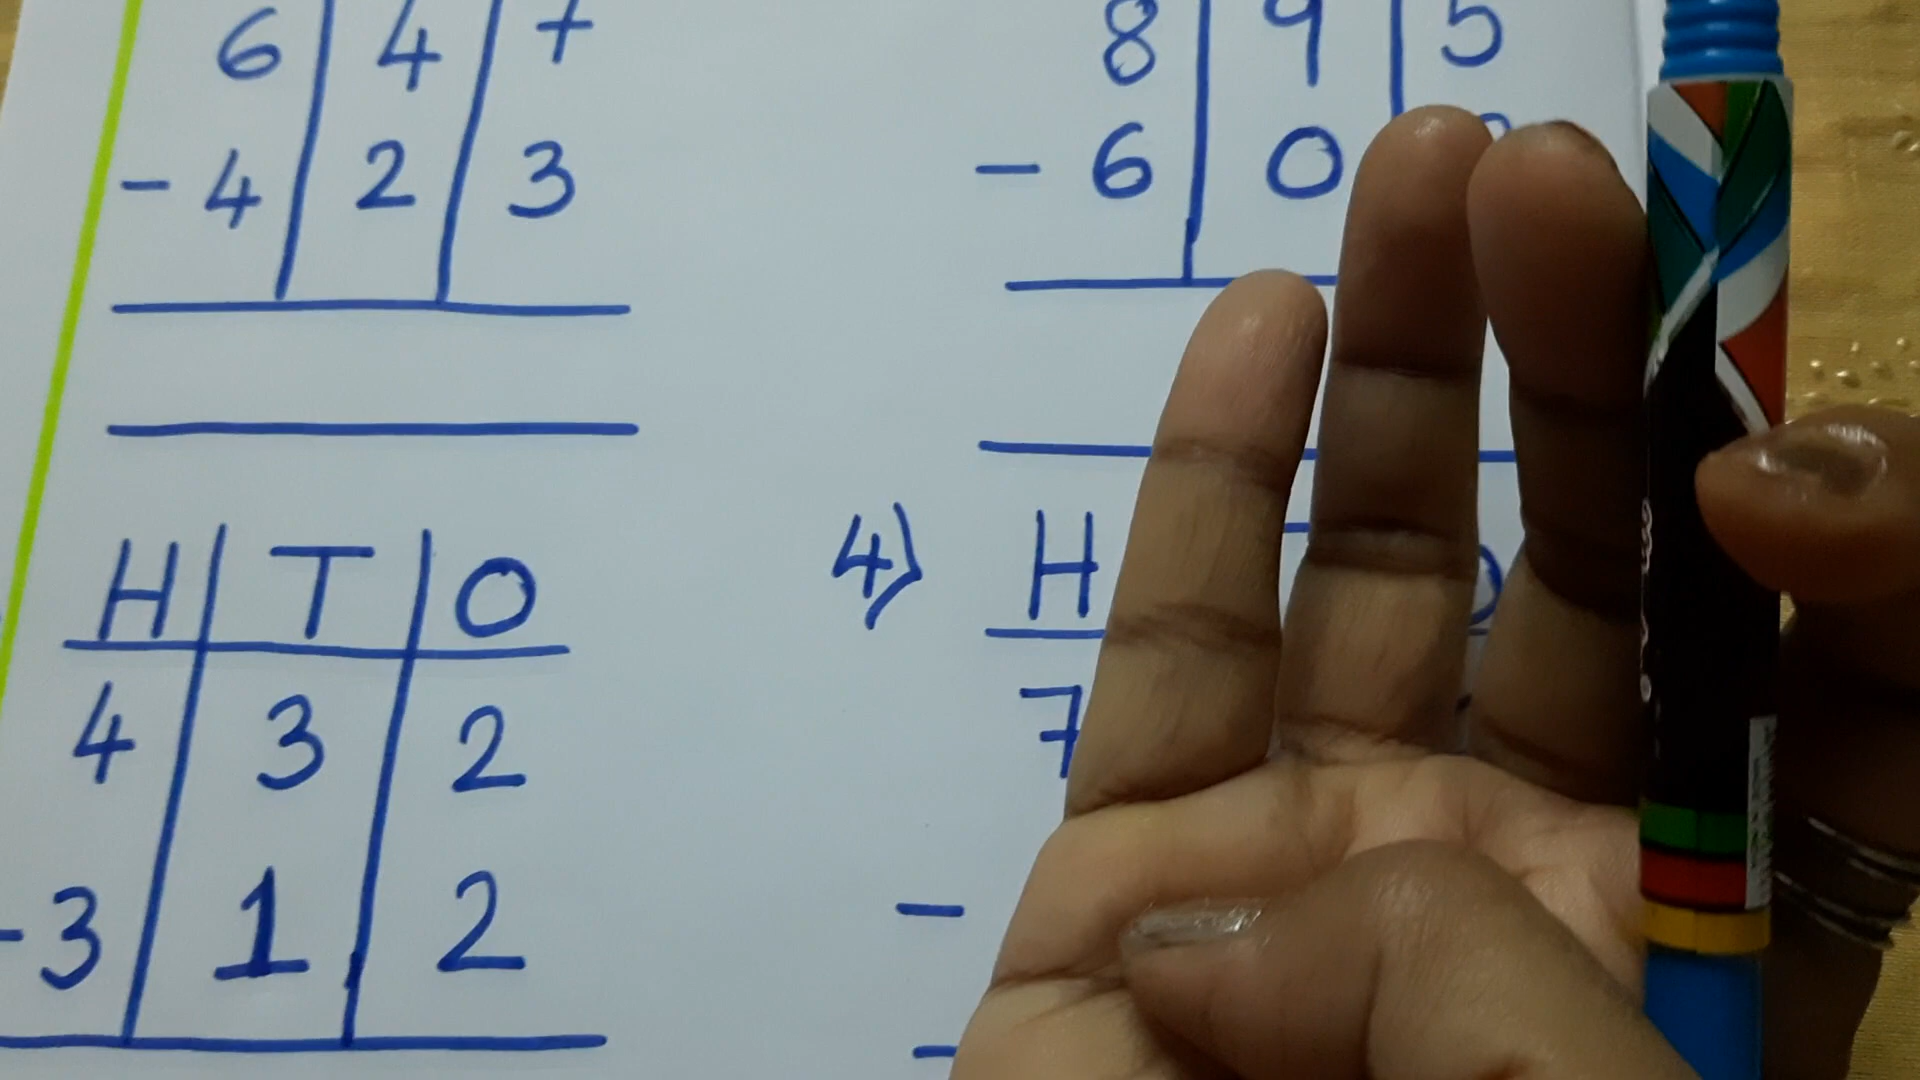 6 4 7
- 4 2 3
8 9 5
- 6 0
H T O
4 3 2
- 3 1 2
4) H
7
-